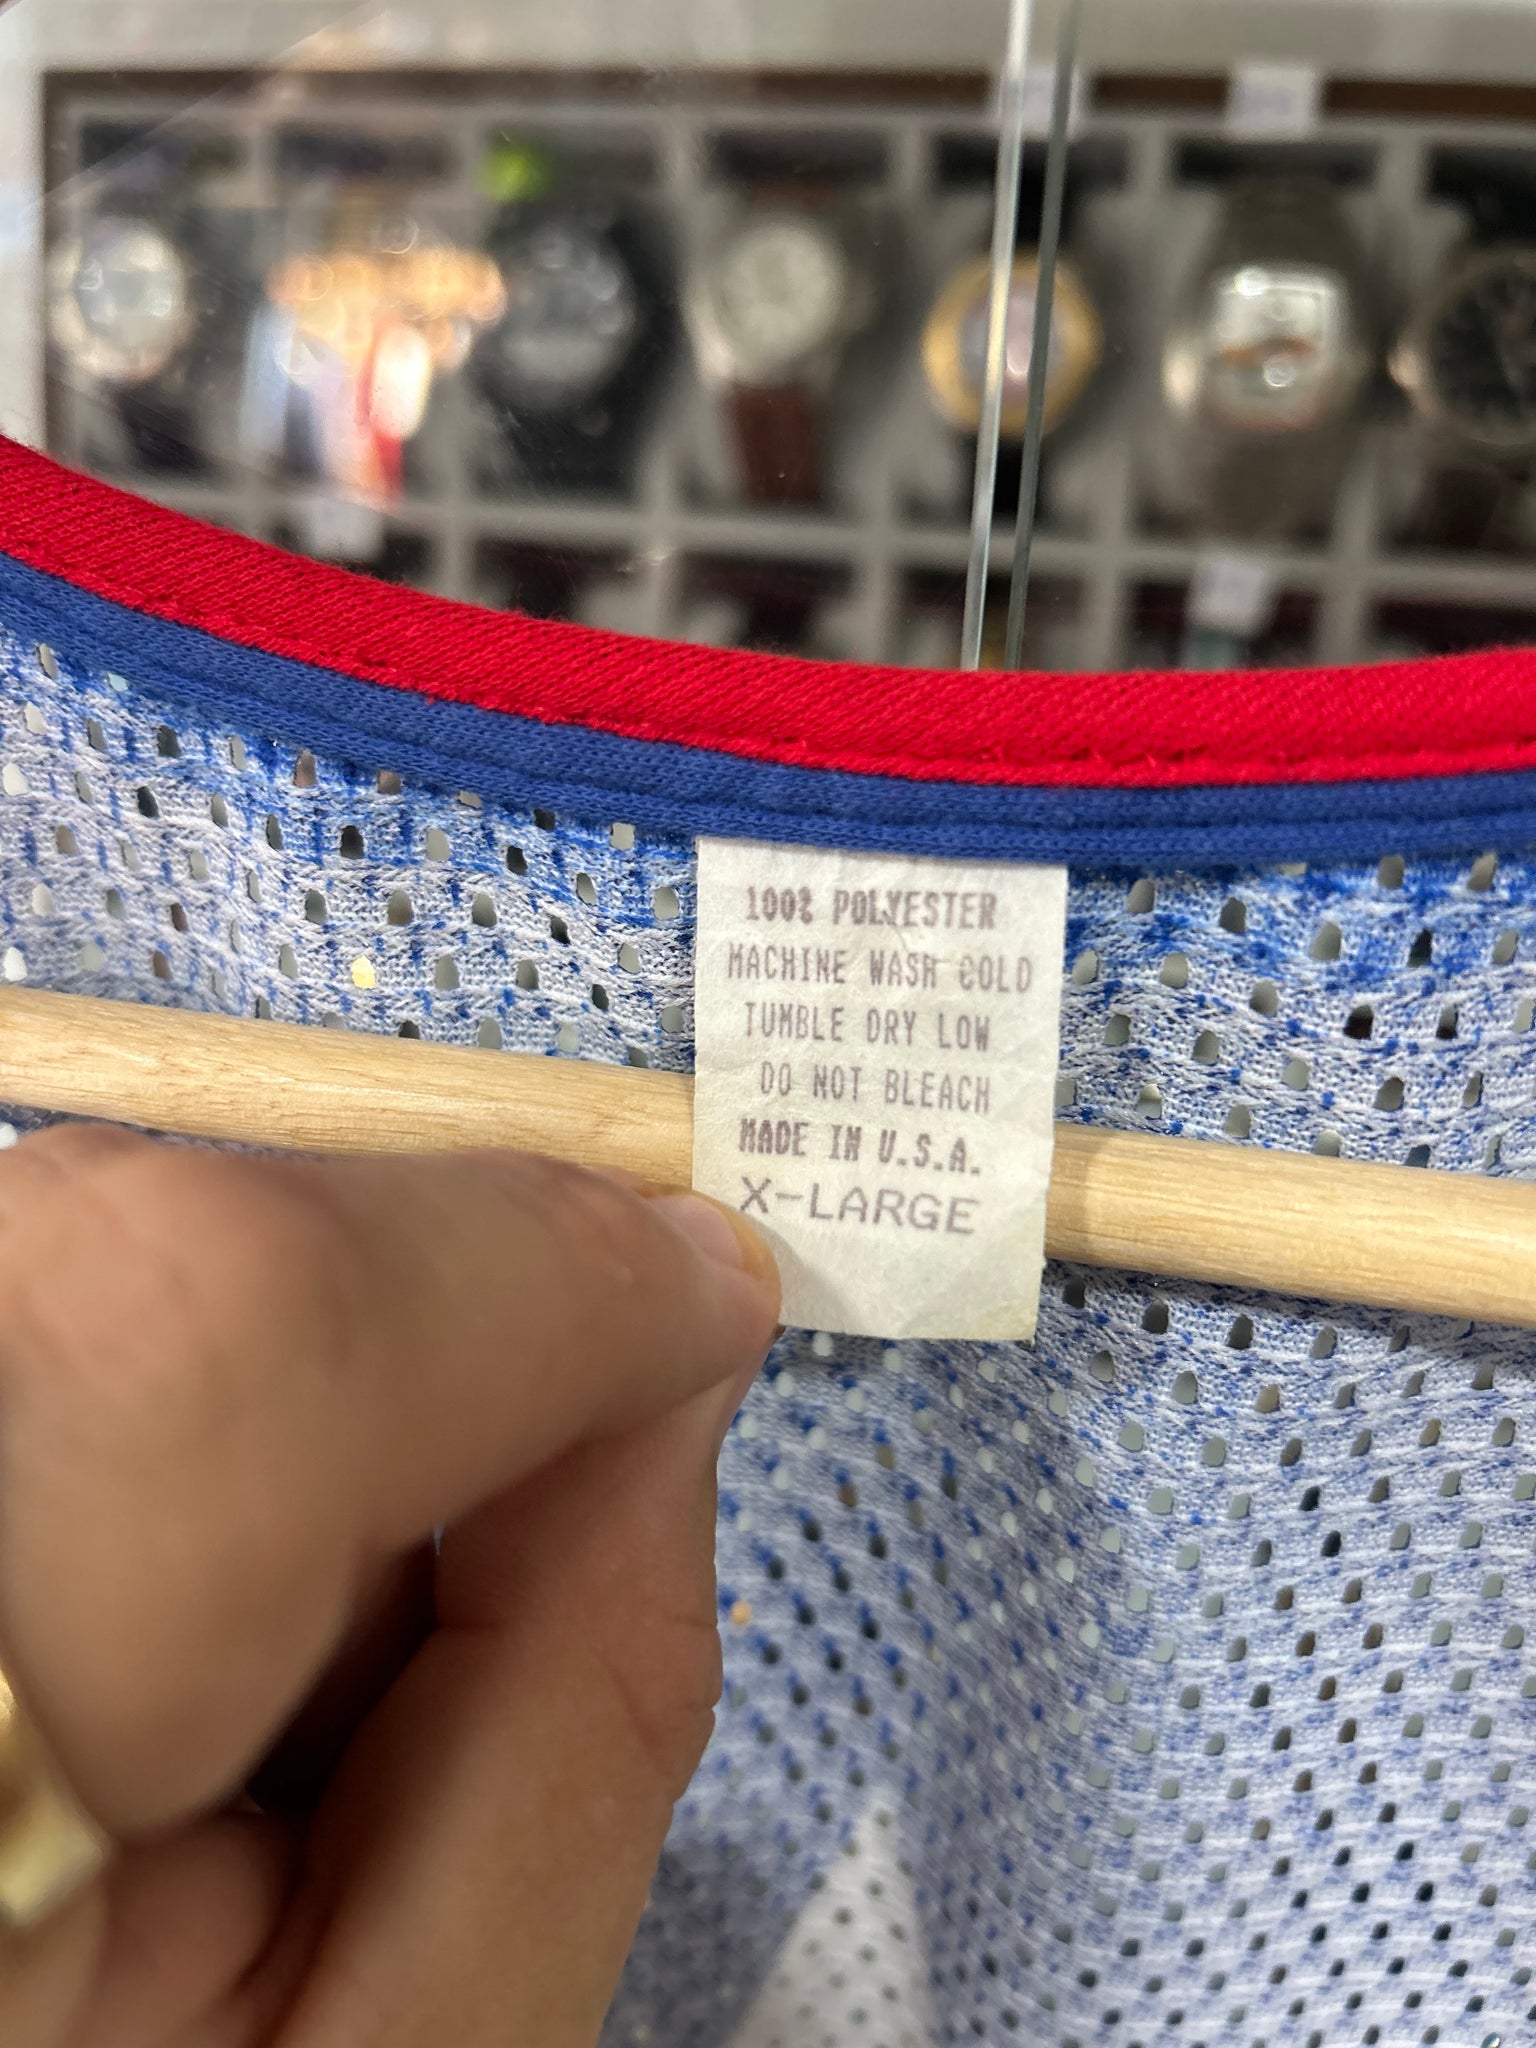 100% POLYESTER
MACHINE WASH COLD
TUMBLE DRY LOW
DO NOT BLEACH
MADE IN U.S.A.
X-LARGE